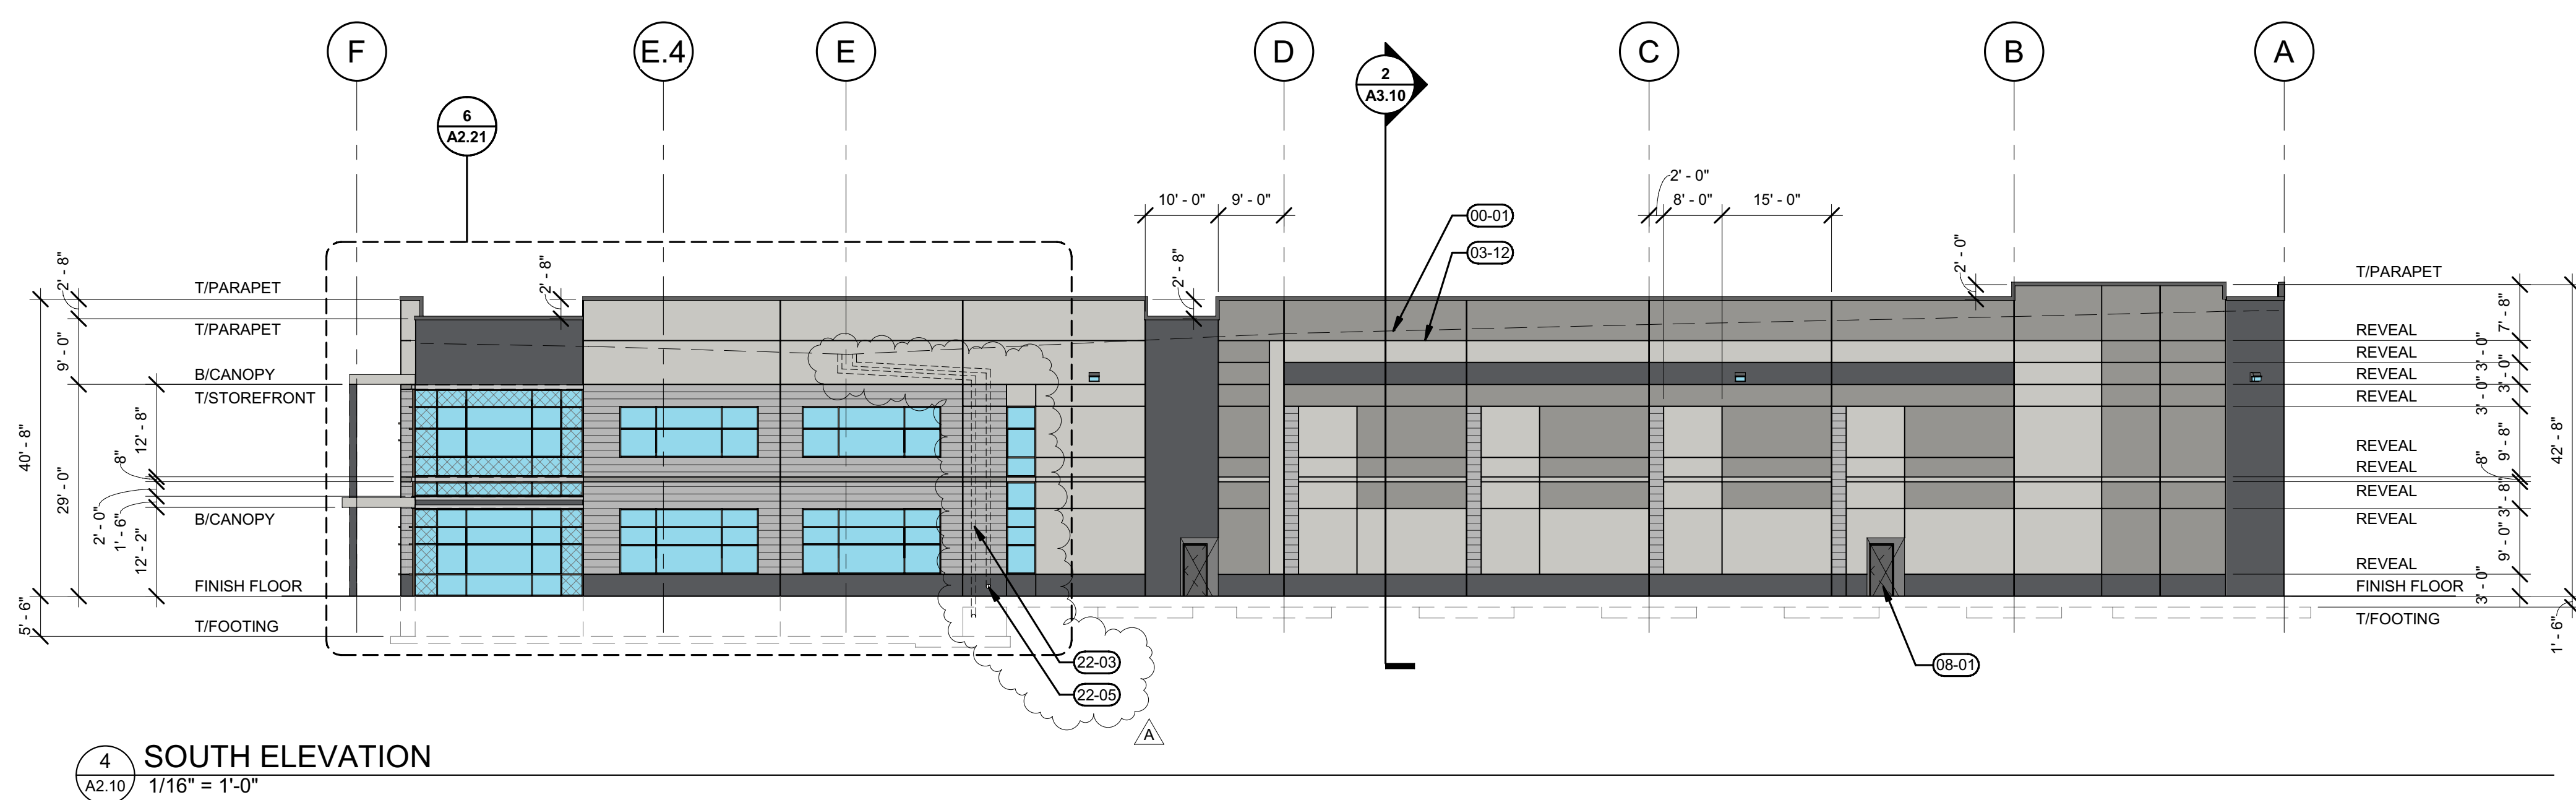 F
E.4
E
D
C
B
A
2
A3.10
6
A2.21
2' - 0"
10' - 0"
9' - 0"
8' - 0"
15' - 0"
00-01
03-12
2' - 8"
2' - 8"
2' - 8"
2' - 0"
T/PARAPET
T/PARAPET
B/CANOPY
T/STOREFRONT
B/CANOPY
FINISH FLOOR
T/FOOTING
40' - 8"
5' - 6"
9' - 0"
29' - 0"
12' - 8"
8"
2' - 0"
1' - 6"
12' - 2"
T/PARAPET
REVEAL
REVEAL
REVEAL
REVEAL
REVEAL
REVEAL
REVEAL
REVEAL
REVEAL
FINISH FLOOR
T/FOOTING
7' - 8"
3' - 0"
3' - 0"
3' - 0"
9' - 8"
8"
3' - 8"
9' - 0"
3' - 0"
42' - 8"
1' - 6"
22-03
22-05
08-01
A
4
A2.10
SOUTH ELEVATION
1/16" = 1'-0"